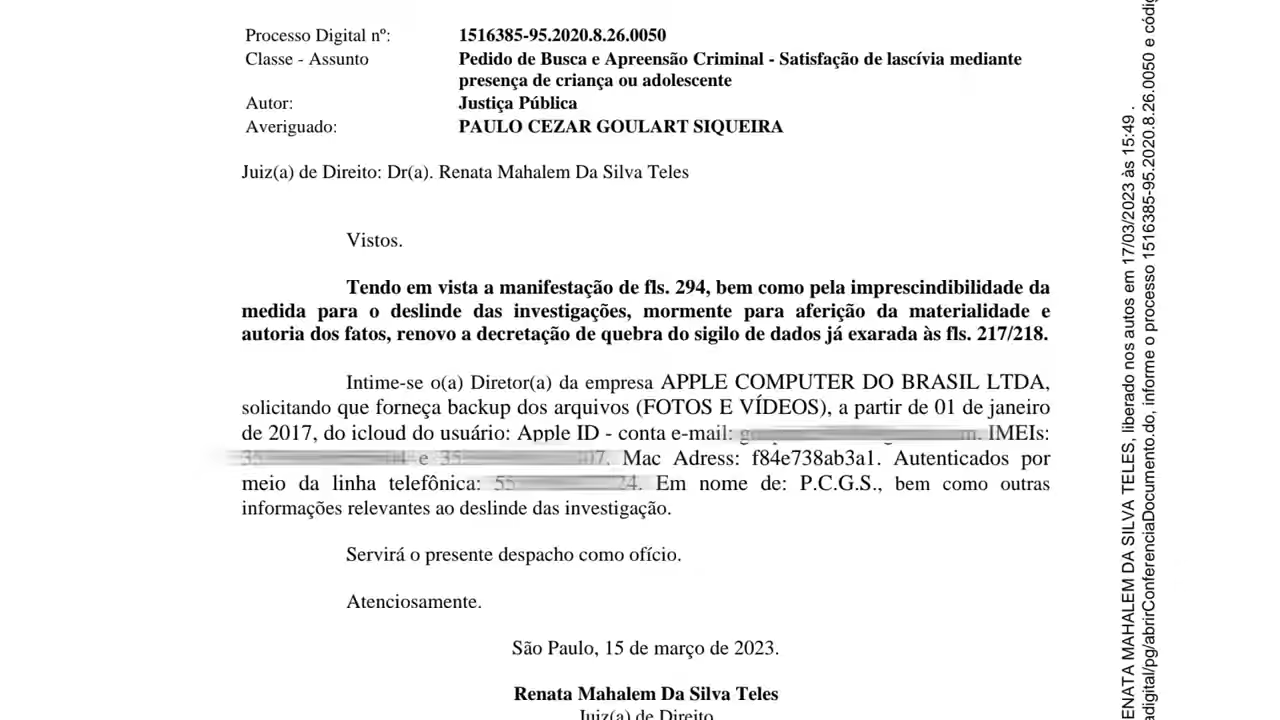 Processo Digital nº: 1516385-95.2020.8.26.0050
Classe - Assunto Pedido de Busca e Apreensão Criminal - Satisfação de lascívia mediante
presença de criança ou adolescente
Autor: Justiça Pública
Averiguado: PAULO CEZAR GOULART SIQUEIRA
Juiz(a) de Direito: Dr(a). Renata Mahalem Da Silva Teles
Vistos.
Tendo em vista a manifestação de fls. 294, bem como pela imprescindibilidade da
medida para o deslinde das investigações, mormente para aferição da materialidade e
autoria dos fatos, renovo a decretação de quebra do sigilo de dados já exarada às fls. 217/218.
Intime-se o(a) Diretor(a) da empresa APPLE COMPUTER DO BRASIL LTDA,
solicitando que forneça backup dos arquivos (FOTOS E VÍDEOS), a partir de 01 de janeiro
de 2017, do icloud do usuário: Apple ID - conta e-mail: IMEIs:
e Mac Adress: f84e738ab3a1. Autenticados por
meio da linha telefônica: Em nome de: P.C.G.S., bem como outras
informações relevantes ao deslinde das investigação.
Servirá o presente despacho como ofício.
Atenciosamente.
São Paulo, 15 de março de 2023.
Renata Mahalem Da Silva Teles
Juiz(a) de Direito
ENATA MAHALEM DA SILVA TELES, liberado nos autos em 17/03/2023 às 15:49 .
adigital/pg/abrirConferenciaDocumento.do, informe o processo 1516385-95.2020.8.26.0050 e códig